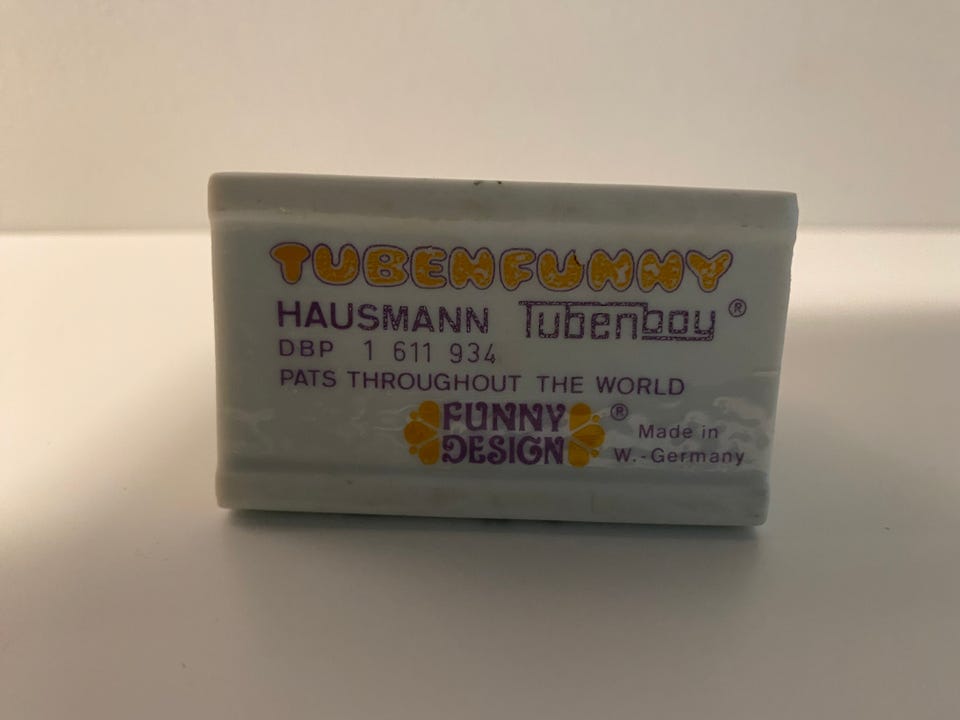 TUBENFUNNY
HAUSMANN Tubenboy ®
DBP 1 611 934
PATS THROUGHOUT THE WORLD
FUNNY DESIGN ®
Made in
W.-Germany